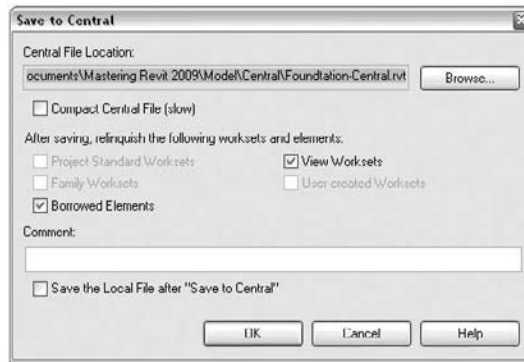 Save to Central
Central File Location:
ocuments\Mastering Revit 2009\Model\Central\Foundtation-Central.rvt
Browse...
Compact Central File (slow)
After saving, relinquish the following worksets and elements:
Project Standard Worksets
View Worksets
Family Worksets
User created Worksets
Borrowed Elements
Comment:
Save the Local File after "Save to Central"
OK
Cancel
Help